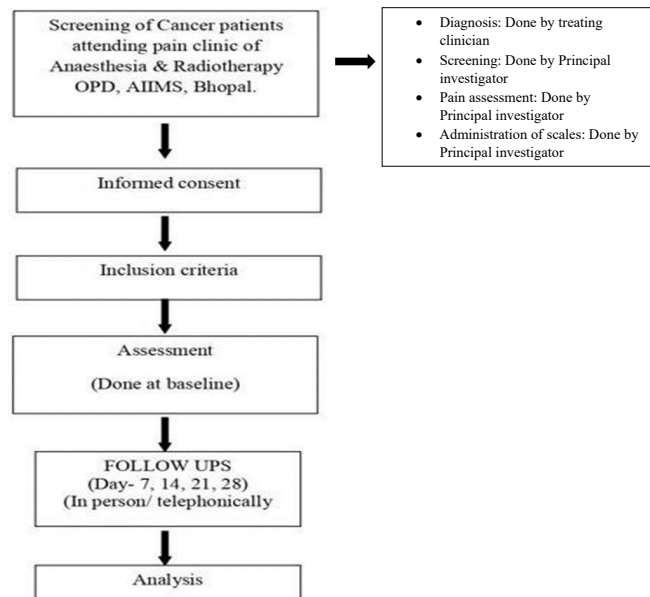 Screening of Cancer patients
attending pain clinic of
Anaesthesia & Radiotherapy
OPD, AIIMS, Bhopal.
• Diagnosis: Done by treating
clinician
• Screening: Done by Principal
investigator
• Pain assessment: Done by
Principal investigator
• Administration of scales: Done by
Principal investigator
Informed consent
Inclusion criteria
Assessment
(Done at baseline)
FOLLOW UPS
(Day- 7, 14, 21, 28)
(In person/ telephonically
Analysis